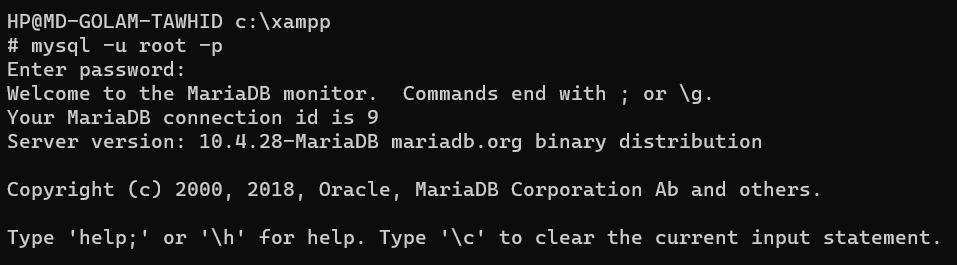 HP@MD-GOLAM-TAWHID c:\xampp
# mysql -u root -p
Enter password:
Welcome to the MariaDB monitor.  Commands end with ; or \g.
Your MariaDB connection id is 9
Server version: 10.4.28-MariaDB mariadb.org binary distribution

Copyright (c) 2000, 2018, Oracle, MariaDB Corporation Ab and others.

Type 'help;' or '\h' for help. Type '\c' to clear the current input statement.